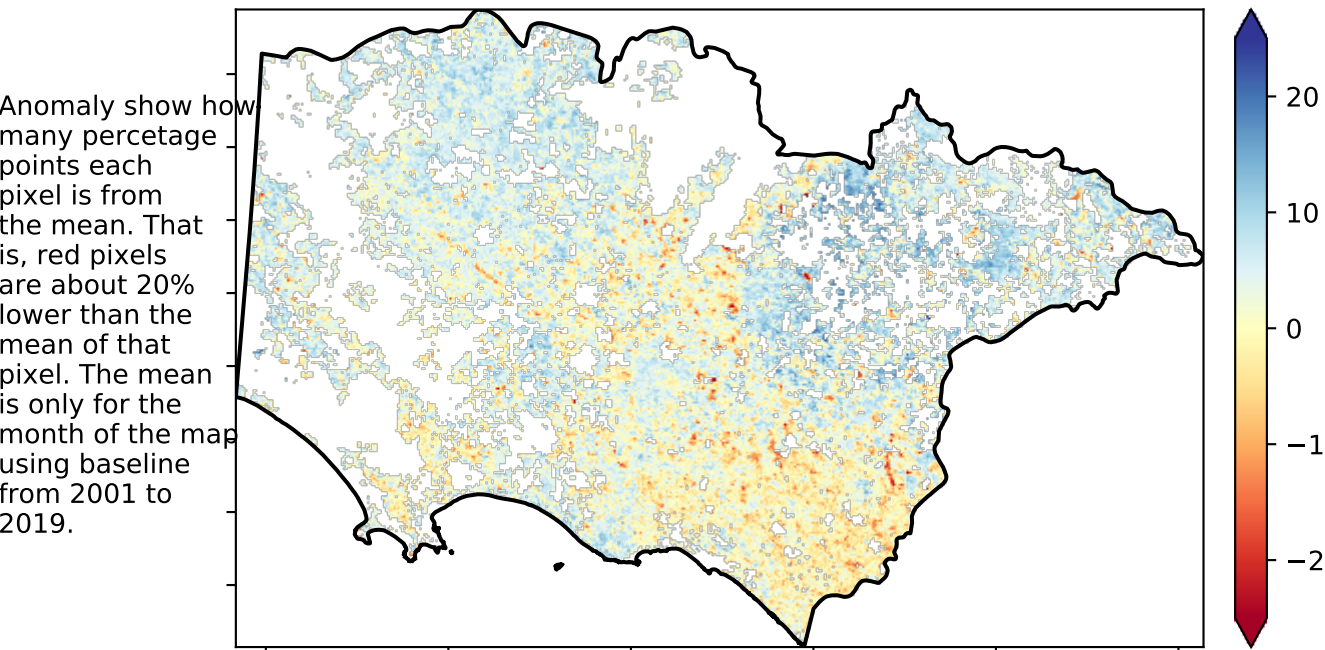 Anomaly show how
many percetage
points each
pixel is from
the mean. That
is, red pixels
are about 20%
lower than the
mean of that
pixel. The mean
is only for the
month of the map
using baseline
from 2001 to
2019.
20
10
0
−1
−2